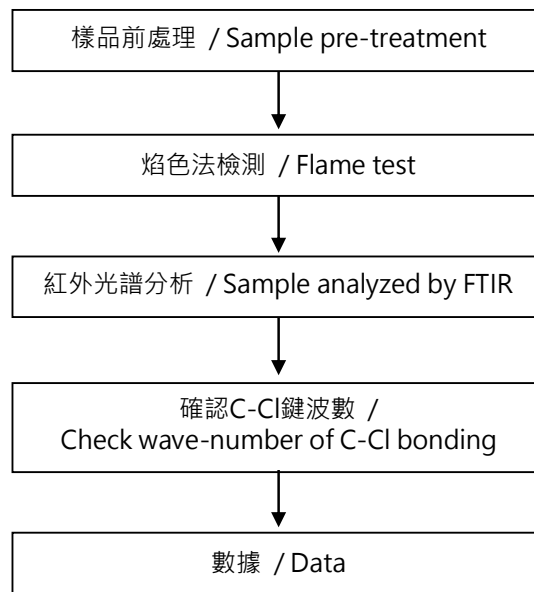 樣品前處理 / Sample pre-treatment
焰色法檢測 / Flame test
紅外光譜分析 / Sample analyzed by FTIR
確認C-Cl鍵波數 /
Check wave-number of C-Cl bonding
數據 / Data